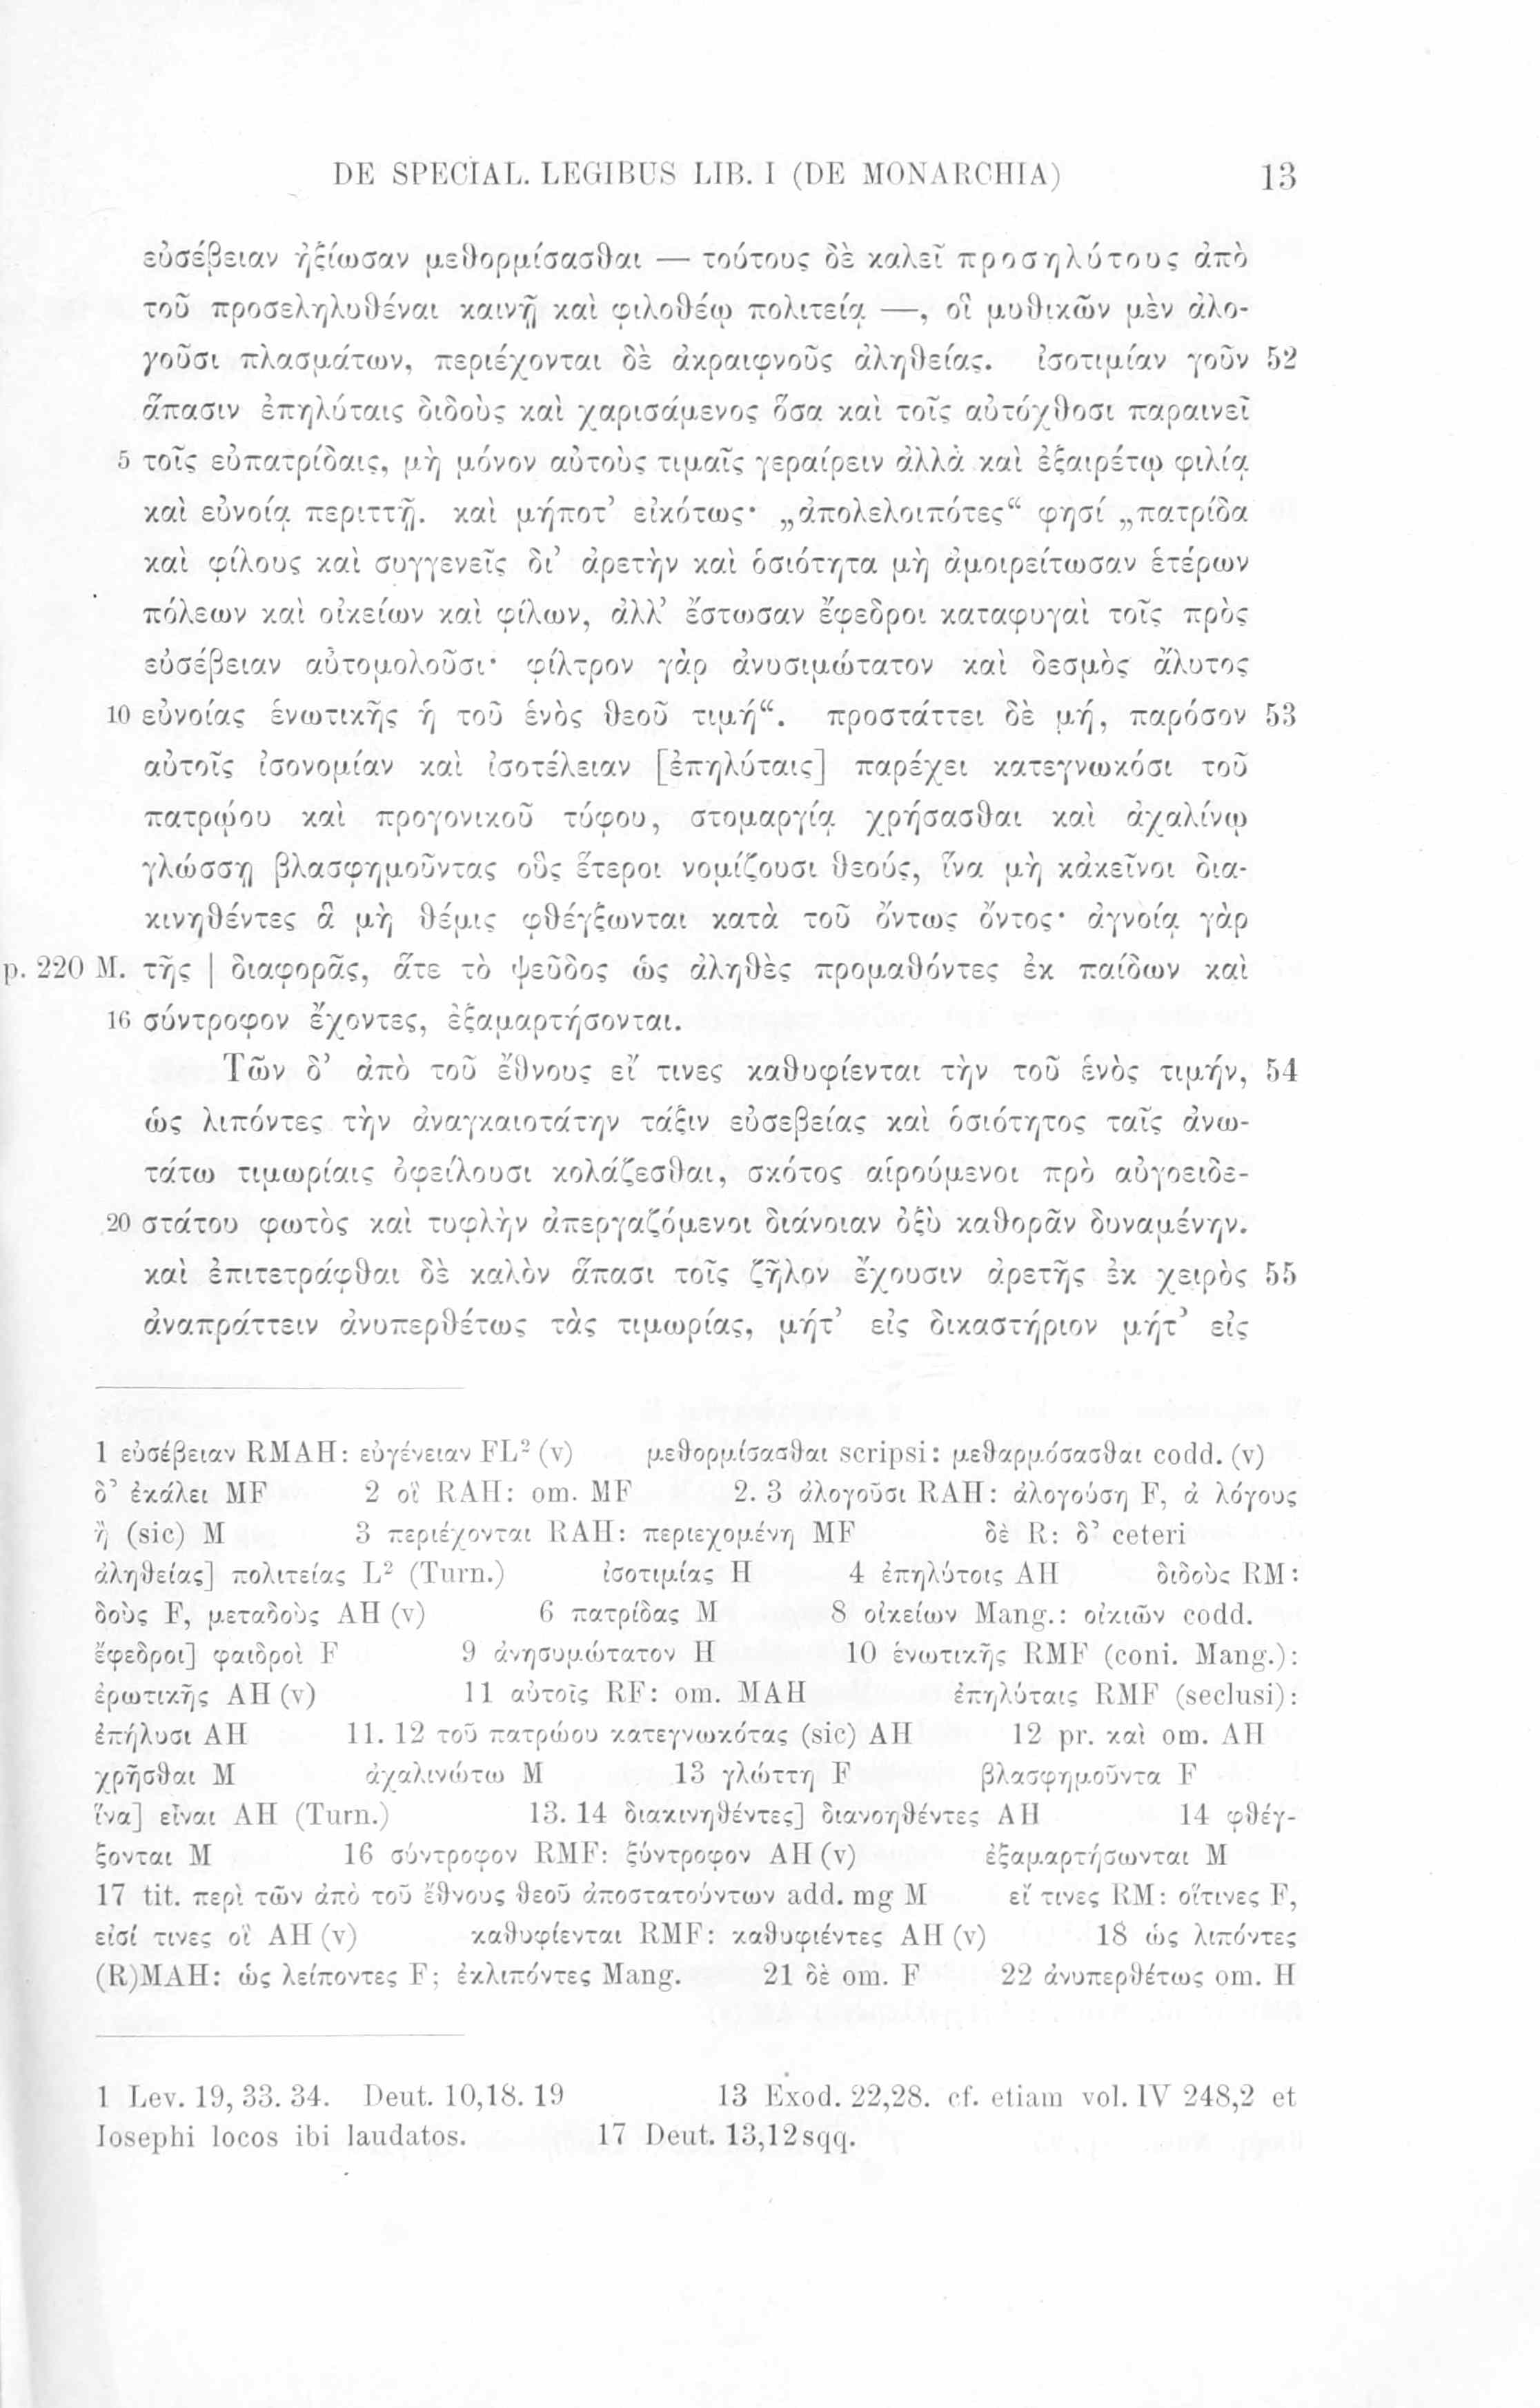 DE SPECIAL. LEGIBUS LIB. I (DE MONARCHIA) 13
εὐσέβειαν ἠξίωσαν μεθορμίσασθαι — τούτους δὲ καλεῖ προσηλύτους ἀπὸ
τοῦ προσεληλυθέναι καινῇ καὶ φιλοθέῳ πολιτείᾳ —, οἳ μυθικῶν μὲν ἀλο-
γοῦσι πλασμάτων, περιέχονται δὲ ἀκραιφνοῦς ἀληθείας. ἰσοτιμίαν γοῦν 52
ἅπασιν ἐπηλύταις διδοὺς καὶ χαρισάμενος ὅσα καὶ τοῖς αὐτόχθοσι παραινεῖ
5 τοῖς εὐπατρίδαις, μὴ μόνον αὐτοὺς τιμαῖς γεραίρειν ἀλλὰ καὶ ἐξαιρέτῳ φιλίᾳ
καὶ εὐνοίᾳ περιττῇ. καὶ μήποτ’ εἰκότως· „ἀπολελοιπότες“ φησί „πατρίδα
καὶ φίλους καὶ συγγενεῖς δι’ ἀρετὴν καὶ ὁσιότητα μὴ ἀμοιρείτωσαν ἑτέρων
πόλεων καὶ οἰκείων καὶ φίλων, ἀλλ’ ἔστωσαν ἔφεδροι καταφυγαὶ τοῖς πρὸς
εὐσέβειαν αὐτομολοῦσι· φίλτρον γὰρ ἀνυσιμώτατον καὶ δεσμὸς ἄλυτος
10 εὐνοίας ἑνωτικῆς ἡ τοῦ ἑνὸς θεοῦ τιμή“. προστάττει δὲ μή, παρόσον 53
αὐτοῖς ἰσονομίαν καὶ ἰσοτέλειαν [ἐπηλύταις] παρέχει κατεγνωκόσι τοῦ
πατρῴου καὶ προγονικοῦ τύφου, στομαργίᾳ χρήσασθαι καὶ ἀχαλίνῳ
γλώσσῃ βλασφημοῦντας οὓς ἕτεροι νομίζουσι θεούς, ἵνα μὴ κἀκεῖνοι δια-
κινηθέντες ἃ μὴ θέμις φθέγξωνται κατὰ τοῦ ὄντως ὄντος· ἀγνοίᾳ γὰρ
p. 220 M. τῆς | διαφορᾶς, ἅτε τὸ ψεῦδος ὡς ἀληθὲς προμαθόντες ἐκ παίδων καὶ
16 σύντροφον ἔχοντες, ἐξαμαρτήσονται.
Τῶν δ’ ἀπὸ τοῦ ἔθνους εἴ τινες καθυφίενται τὴν τοῦ ἑνὸς τιμήν, 54
ὡς λιπόντες τὴν ἀναγκαιοτάτην τάξιν εὐσεβείας καὶ ὁσιότητος ταῖς ἀνω-
τάτω τιμωρίαις ὀφείλουσι κολάζεσθαι, σκότος αἱρούμενοι πρὸ αὐγοειδε-
20 στάτου φωτὸς καὶ τυφλὴν ἀπεργαζόμενοι διάνοιαν ὀξὺ καθορᾶν δυναμένην.
καὶ ἐπιτετράφθαι δὲ καλὸν ἅπασι τοῖς ζῆλον ἔχουσιν ἀρετῆς ἐκ χειρὸς 55
ἀναπράττειν ἀνυπερθέτως τὰς τιμωρίας, μήτ’ εἰς δικαστήριον μήτ’ εἰς
1 εὐσέβειαν RMAH: εὐγένειαν FL² (v) μεθορμίσασθαι scripsi: μεθαρμόσασθαι codd. (v)
δ’ ἐκάλει MF 2 οἳ RAH: om. MF 2. 3 ἀλογοῦσι RAH: ἀλογούσῃ F, ἀ λόγους
ἢ (sic) M 3 περιέχονται RAH: περιεχομένη MF δὲ R: δ’ ceteri
ἀληθείας] πολιτείας L² (Turn.) ἰσοτιμίας H 4 ἐπηλύτοις AH διδοὺς RM:
δοὺς F, μεταδοὺς AH (v) 6 πατρίδας M 8 οἰκείων Mang.: οἰκιῶν codd.
ἔφεδροι] φαιδροὶ F 9 ἀνησυμώτατον H 10 ἑνωτικῆς RMF (coni. Mang.):
ἐρωτικῆς AH (v) 11 αὐτοῖς RF: om. MAH ἐπηλύταις RMF (seclusi):
ἐπήλυσι AH 11. 12 τοῦ πατρῴου κατεγνωκότας (sic) AH 12 pr. καὶ om. AH
χρῆσθαι M ἀχαλινώτω M 13 γλώττῃ F βλασφημοῦντα F
ἵνα] εἶναι AH (Turn.) 13. 14 διακινηθέντες] διανοηθέντες AH 14 φθέγ-
ξονται M 16 σύντροφον RMF: ξύντροφον AH (v) ἐξαμαρτήσωνται M
17 tit. περὶ τῶν ἀπὸ τοῦ ἔθνους θεοῦ ἀποστατούντων add. mg M εἴ τινες RM: οἵτινες F,
εἰσί τινες οἳ AH (v) καθυφίενται RMF: καθυφιέντες AH (v) 18 ὡς λιπόντες
(R)MAH: ὡς λείποντες F; ἐκλιπόντες Mang. 21 δὲ om. F 22 ἀνυπερθέτως om. H
1 Lev. 19, 33. 34. Deut. 10,18. 19 13 Exod. 22,28. cf. etiam vol. IV 248,2 et
Iosephi locos ibi laudatos. 17 Deut. 13,12 sqq.